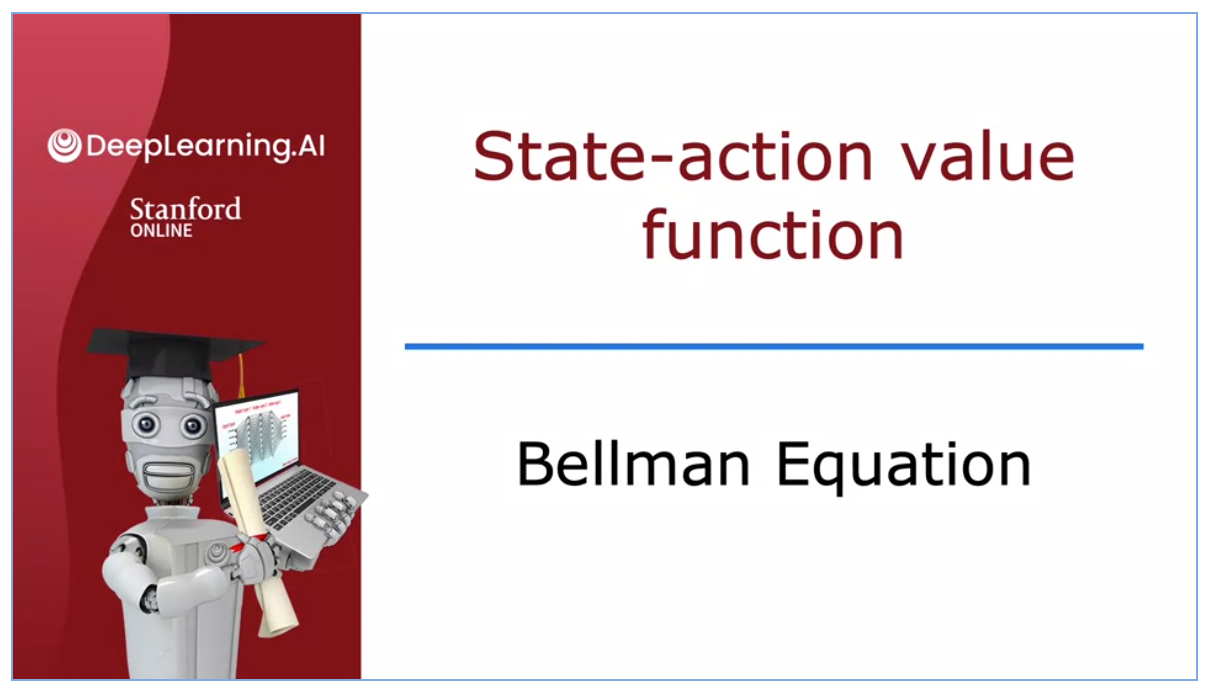 DeepLearning.AI
Stanford
ONLINE
State-action value
function
Bellman Equation